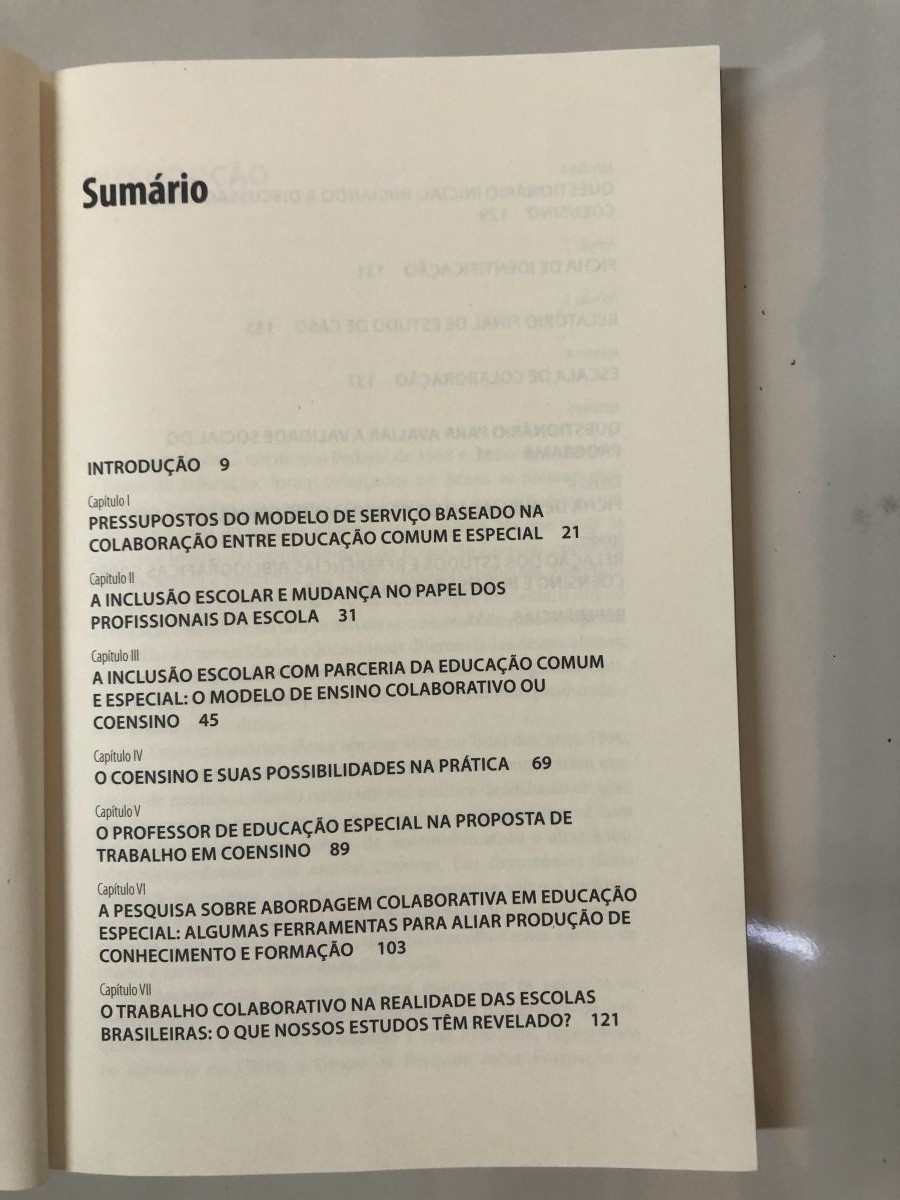 Sumário
INTRODUÇÃO 9
Capítulo I
PRESSUPOSTOS DO MODELO DE SERVIÇO BASEADO NA
COLABORAÇÃO ENTRE EDUCAÇÃO COMUM E ESPECIAL 21
Capítulo II
A INCLUSÃO ESCOLAR E MUDANÇA NO PAPEL DOS
PROFISSIONAIS DA ESCOLA 31
Capítulo III
A INCLUSÃO ESCOLAR COM PARCERIA DA EDUCAÇÃO COMUM
E ESPECIAL: O MODELO DE ENSINO COLABORATIVO OU
COENSINO 45
Capítulo IV
O COENSINO E SUAS POSSIBILIDADES NA PRÁTICA 69
Capítulo V
O PROFESSOR DE EDUCAÇÃO ESPECIAL NA PROPOSTA DE
TRABALHO EM COENSINO 89
Capítulo VI
A PESQUISA SOBRE ABORDAGEM COLABORATIVA EM EDUCAÇÃO
ESPECIAL: ALGUMAS FERRAMENTAS PARA ALIAR PRODUÇÃO DE
CONHECIMENTO E FORMAÇÃO 103
Capítulo VII
O TRABALHO COLABORATIVO NA REALIDADE DAS ESCOLAS
BRASILEIRAS: O QUE NOSSOS ESTUDOS TÊM REVELADO? 121